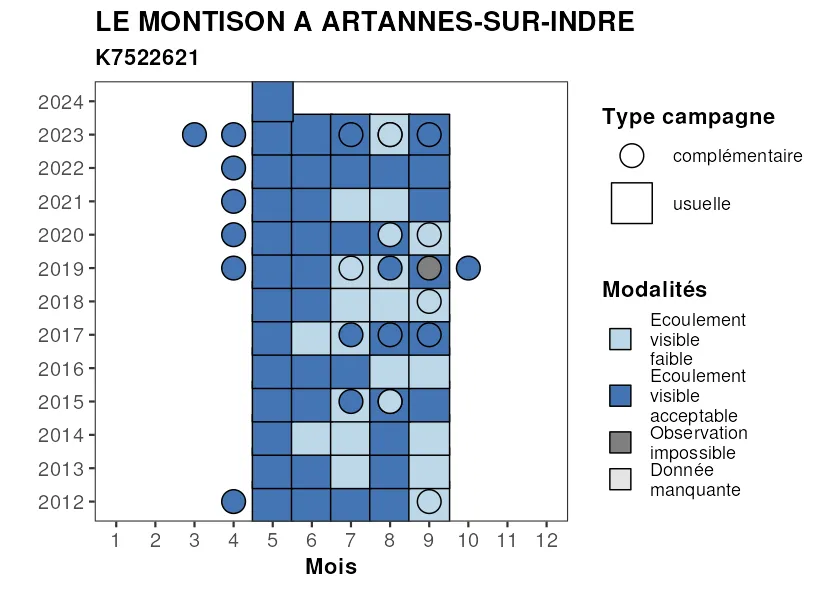 LE MONTISON A ARTANNES-SUR-INDRE
K7522621
2024
2023
2022
2021
2020
2019
2018
2017
2016
2015
2014
2013
2012
1 2 3 4 5 6 7 8 9 10 11 12
Mois
Type campagne
complémentaire
usuelle
Modalités
Ecoulement
visible
faible
Ecoulement
visible
acceptable
Observation
impossible
Donnée
manquante